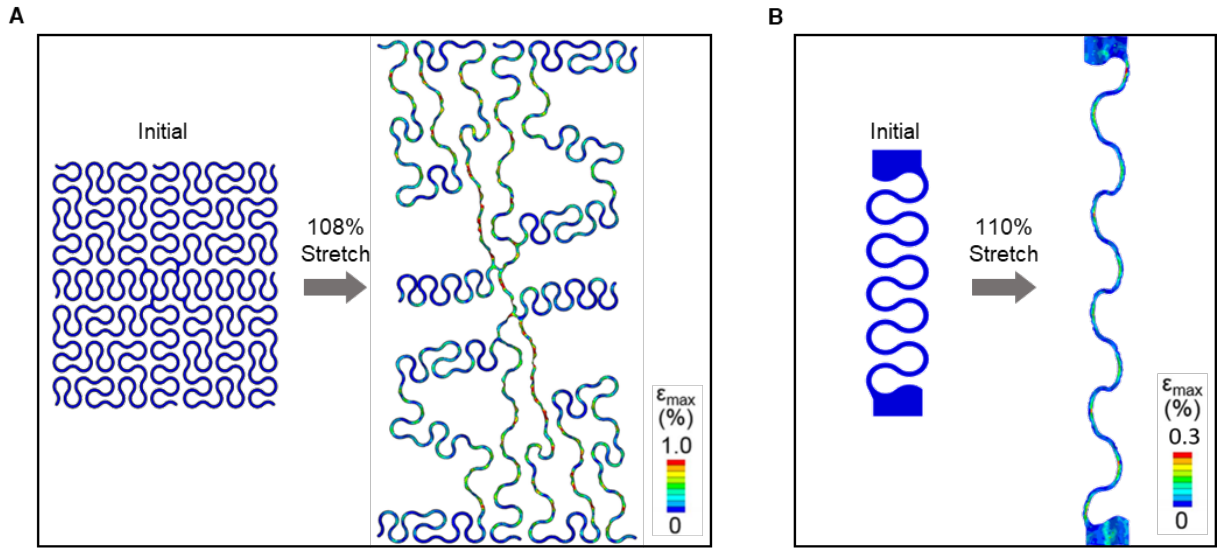 A
Initial
108%
Stretch
εmax
(%)
1.0
0
B
Initial
110%
Stretch
εmax
(%)
0.3
0